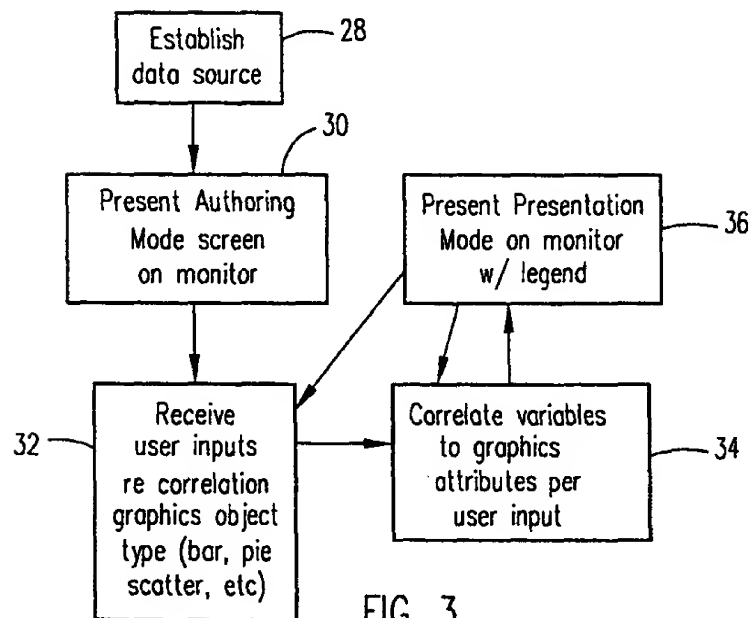 Establish
data source
28
30
Present Authoring
Mode screen
on monitor
Present Presentation
Mode on monitor
w/ legend
36
32
Receive
user inputs
re correlation
graphics object
type (bar, pie
scatter, etc)
Correlate variables
to graphics
attributes per
user input
34
FIG. 3